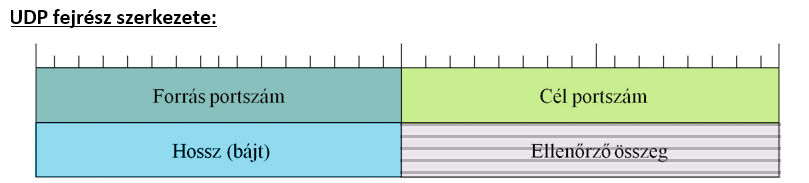 UDP fejrész szerkezete:
Forrás portszám
Cél portszám
Hossz (bájt)
Ellenőrző összeg